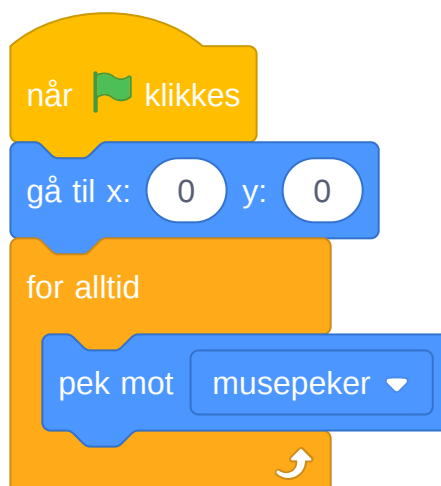 når klikkes
gå til x: 0 y: 0
for alltid
pek mot musepeker